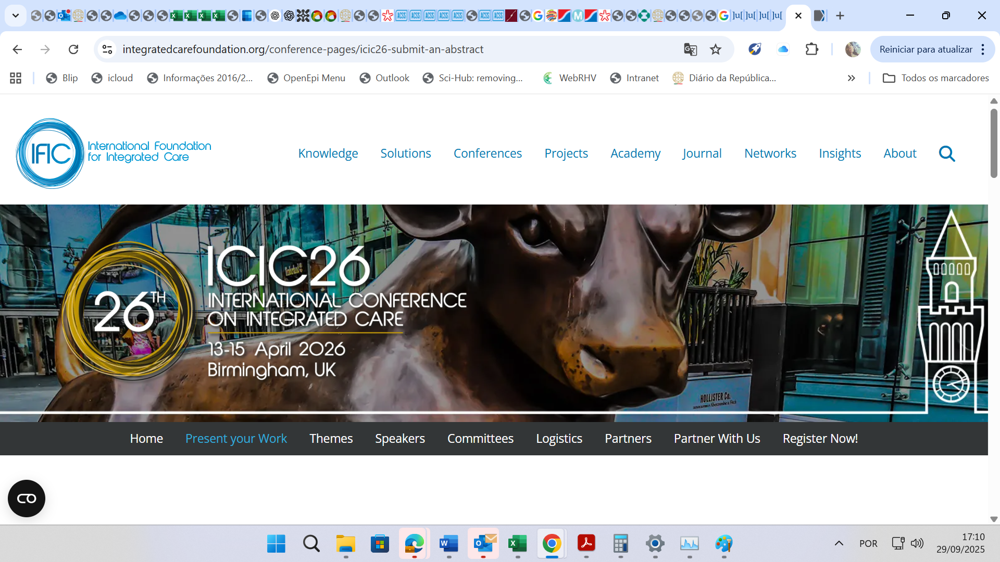 integratedcarefoundation.org/conference-pages/icic26-submit-an-abstract
Reiniciar para atualizar
Blip
icloud
Informações 2016/2...
OpenEpi Menu
Outlook
Sci-Hub: removing...
WebRHV
Intranet
Diário da República...
Todos os marcadores
IFIC
International Foundation
for Integrated Care
Knowledge
Solutions
Conferences
Projects
Academy
Journal
Networks
Insights
About
26TH
ICIC26
INTERNATIONAL CONFERENCE
ON INTEGRATED CARE
13-15 April 2026
Birmingham, UK
HOLLISTER Co.
Home
Present your Work
Themes
Speakers
Committees
Logistics
Partners
Partner With Us
Register Now!
POR
17:10
29/09/2025